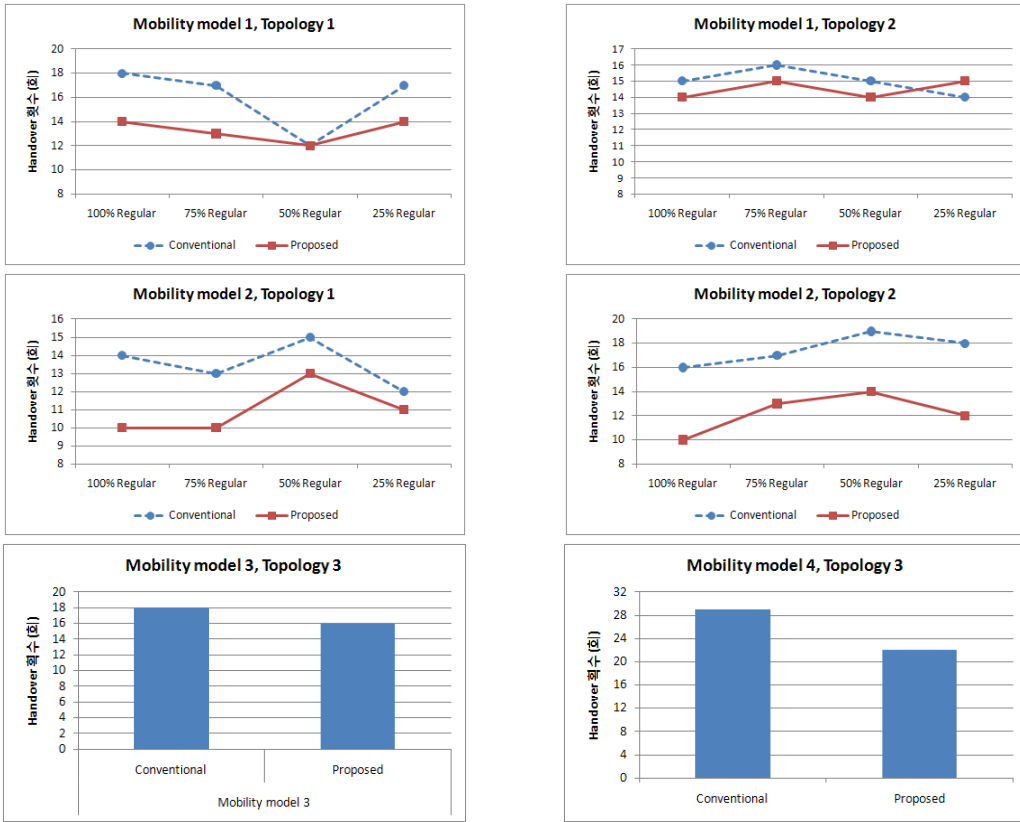 Mobility model 1, Topology 1
Handover 횟수 (회)
20
18
16
14
12
10
8
100% Regular 75% Regular 50% Regular 25% Regular
Conventional Proposed
Mobility model 1, Topology 2
Handover 횟수 (회)
17
16
15
14
13
12
11
10
9
8
100% Regular 75% Regular 50% Regular 25% Regular
Conventional Proposed
Mobility model 2, Topology 1
Handover 횟수 (회)
16
15
14
13
12
11
10
9
8
100% Regular 75% Regular 50% Regular 25% Regular
Conventional Proposed
Mobility model 2, Topology 2
Handover 횟수 (회)
20
18
16
14
12
10
8
100% Regular 75% Regular 50% Regular 25% Regular
Conventional Proposed
Mobility model 3, Topology 3
Handover 횟수 (회)
20
18
16
14
12
10
8
6
4
2
0
Conventional Proposed
Mobility model 3
Mobility model 4, Topology 3
Handover 횟수 (회)
32
28
24
20
16
12
8
4
0
Conventional Proposed